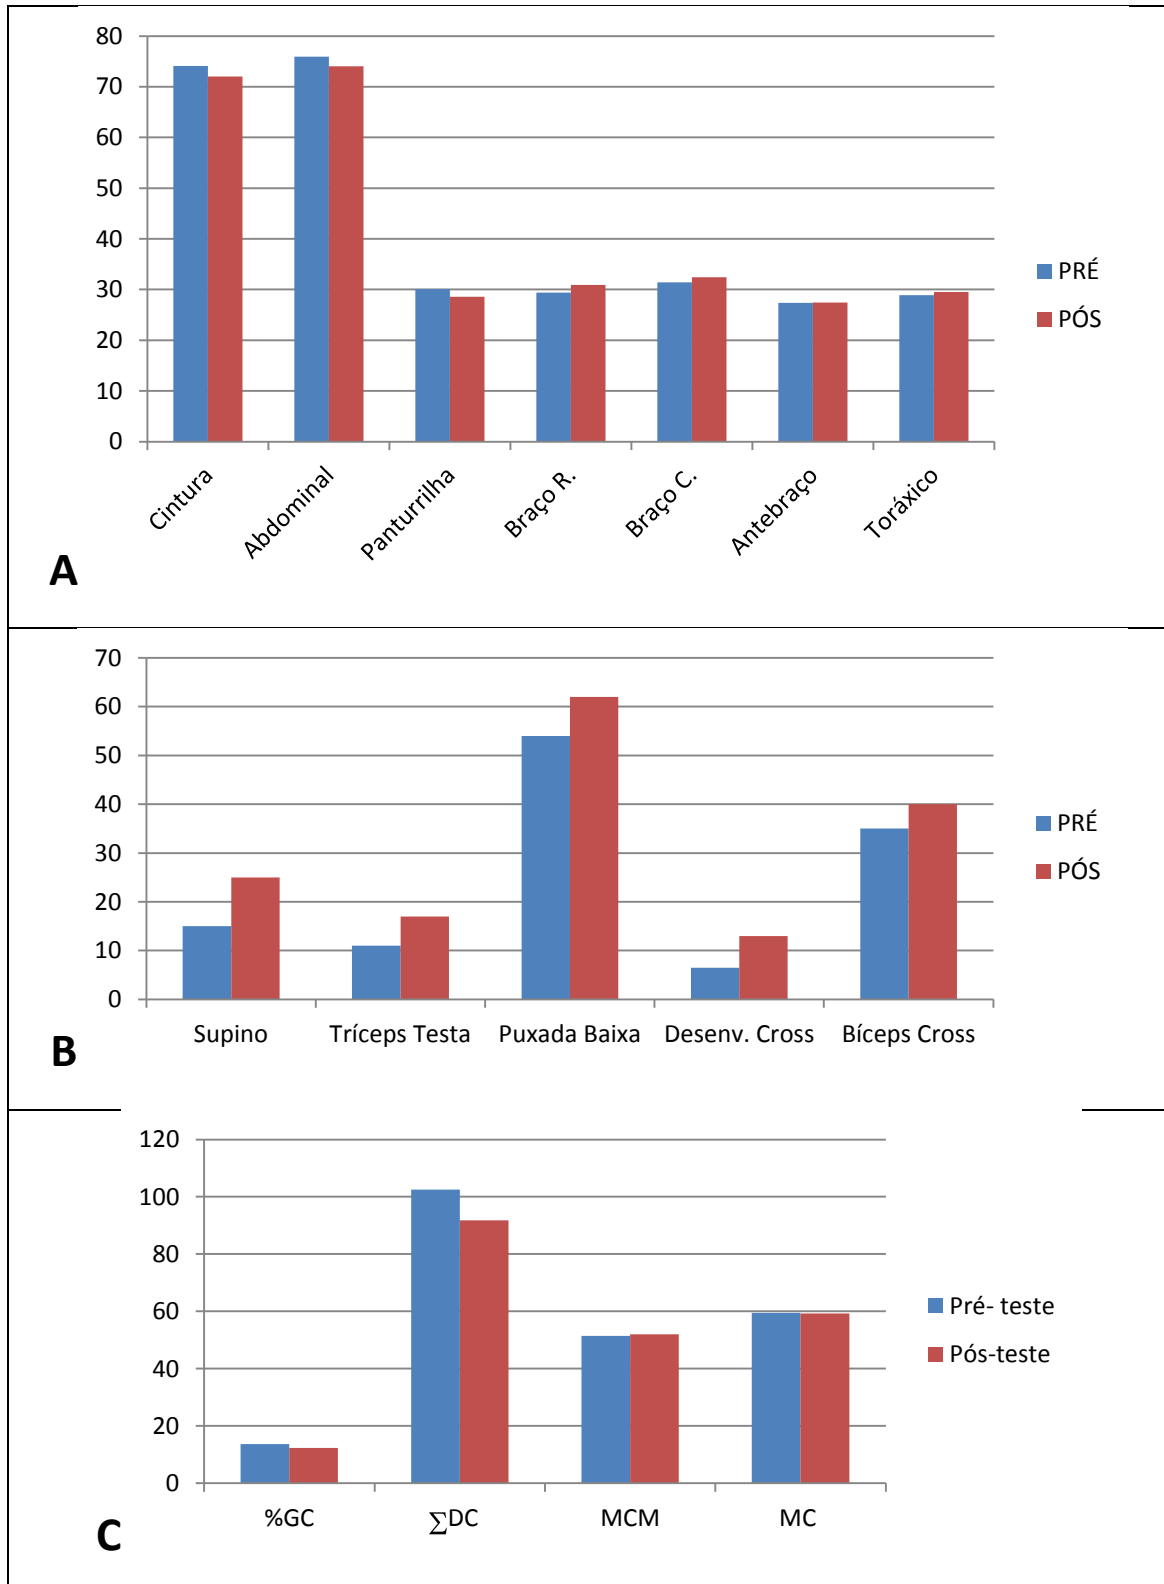 80
70
60
50
40
30
20
10
0
Cintura
Abdominal
Panturrilha
Braço R.
Braço C.
Antebraço
Toráxico
PRÉ
PÓS
A
70
60
50
40
30
20
10
0
Supino Tríceps Testa Puxada Baixa Desenv. Cross Bíceps Cross
PRÉ
PÓS
B
120
100
80
60
40
20
0
%GC ∑DC MCM MC
Pré- teste
Pós-teste
C